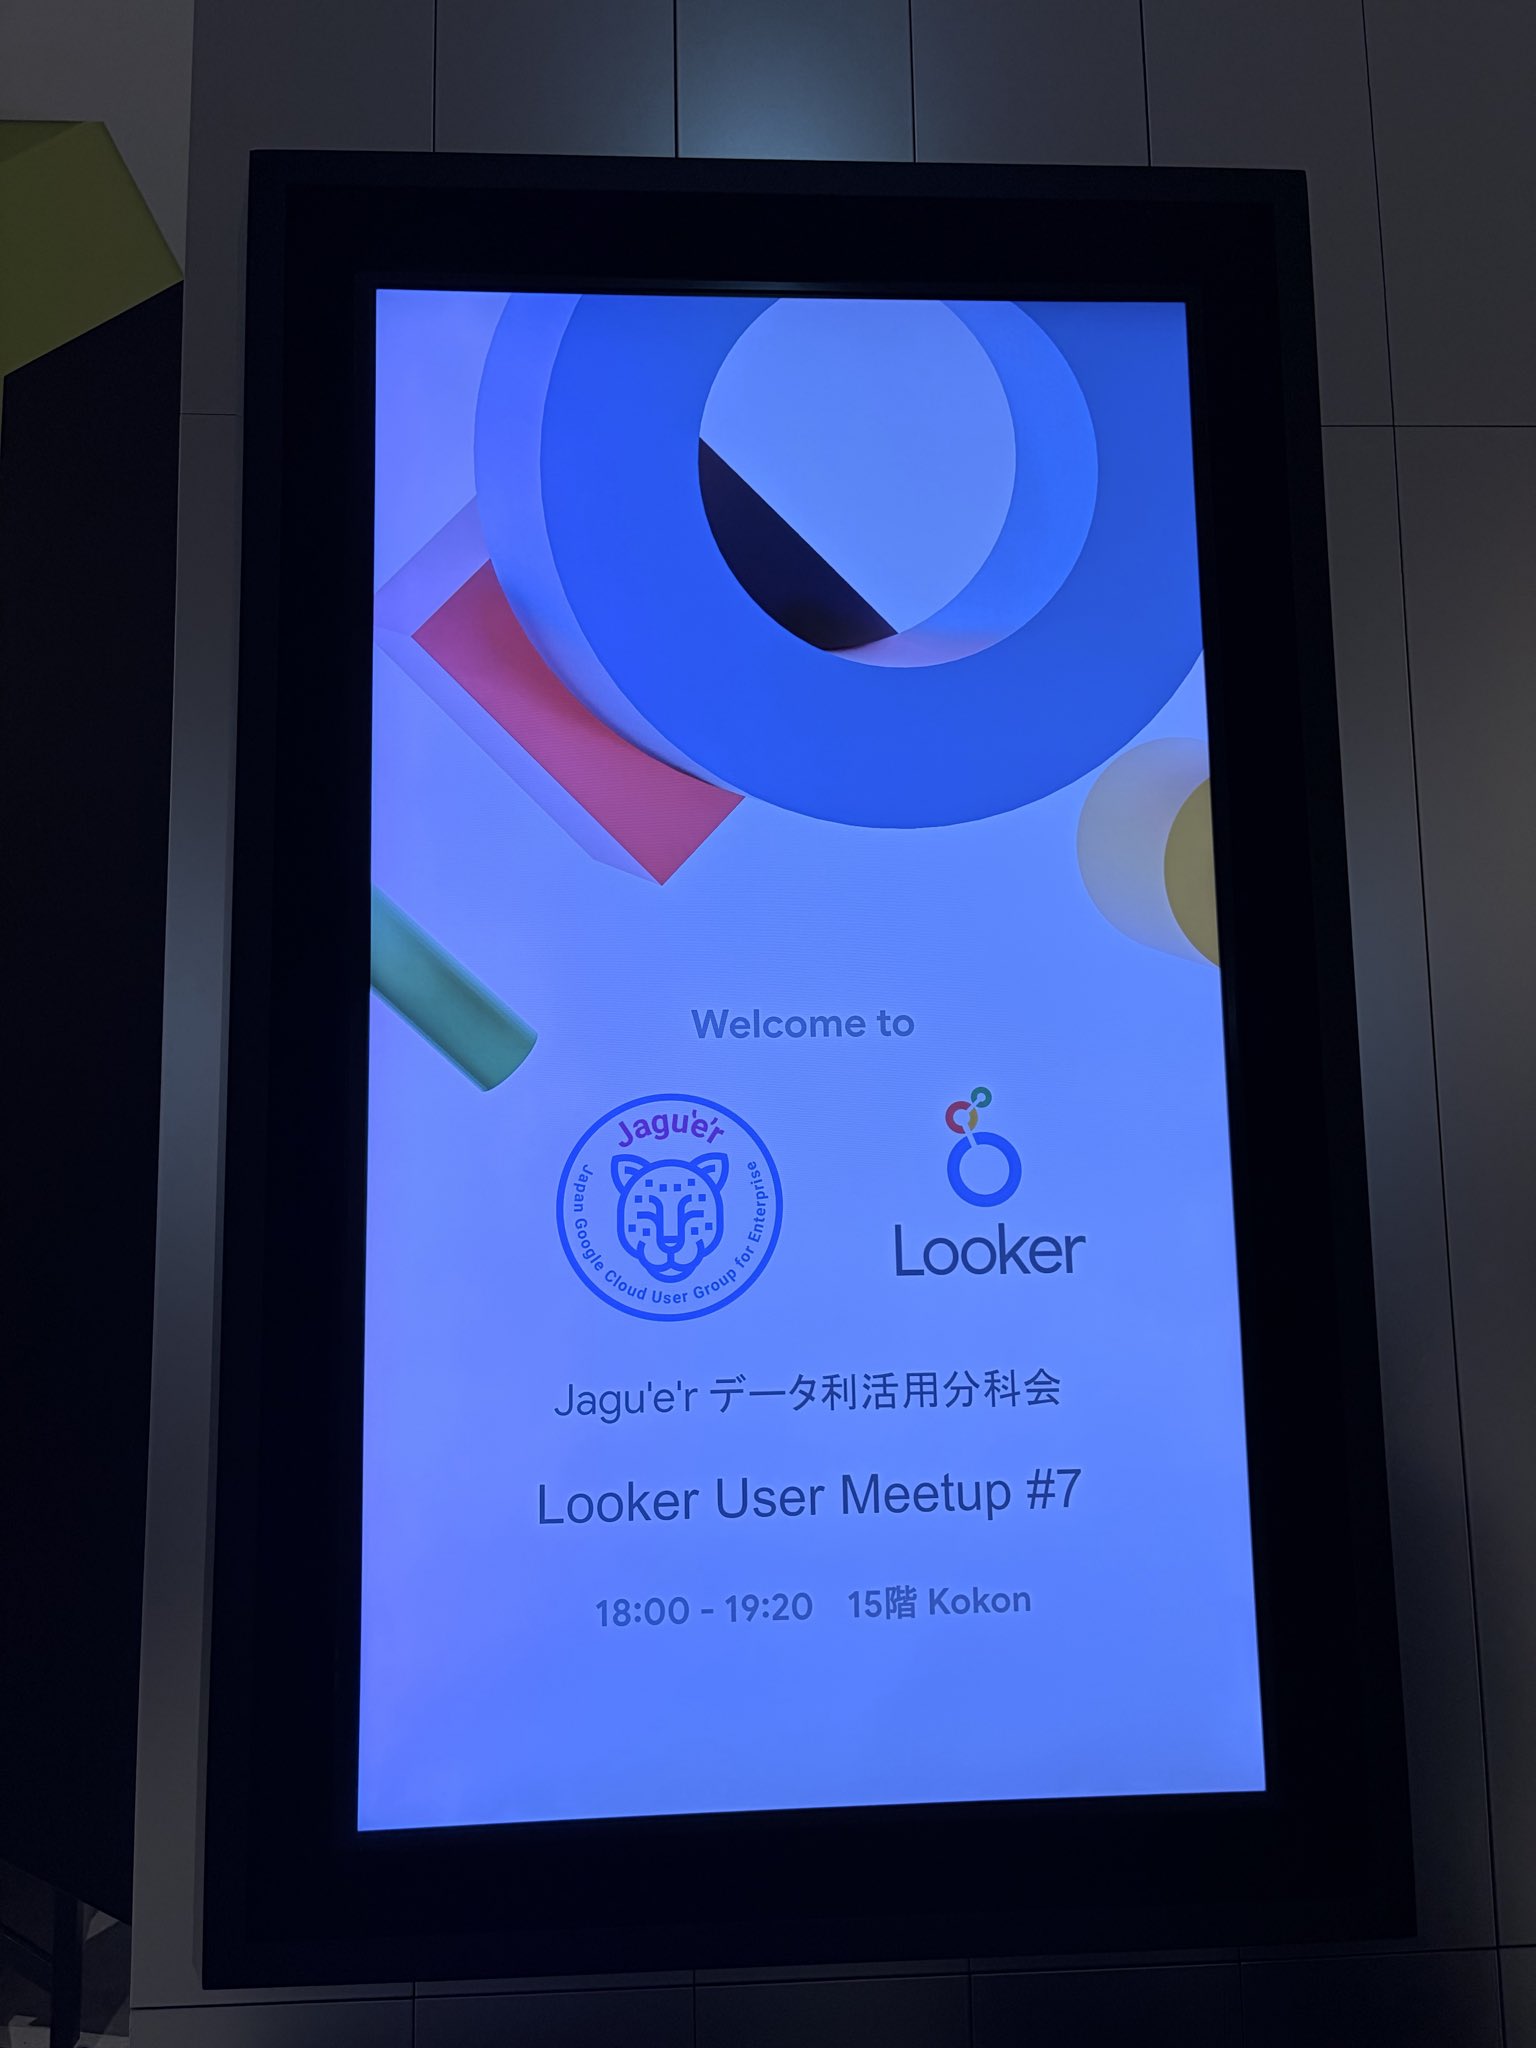 Welcome to
Jagu'e'r
Japan Google Cloud User Group for Enterprise
Looker
Jagu'e'r データ利活用分科会
Looker User Meetup #7
18:00 - 19:20 15階 Kokon